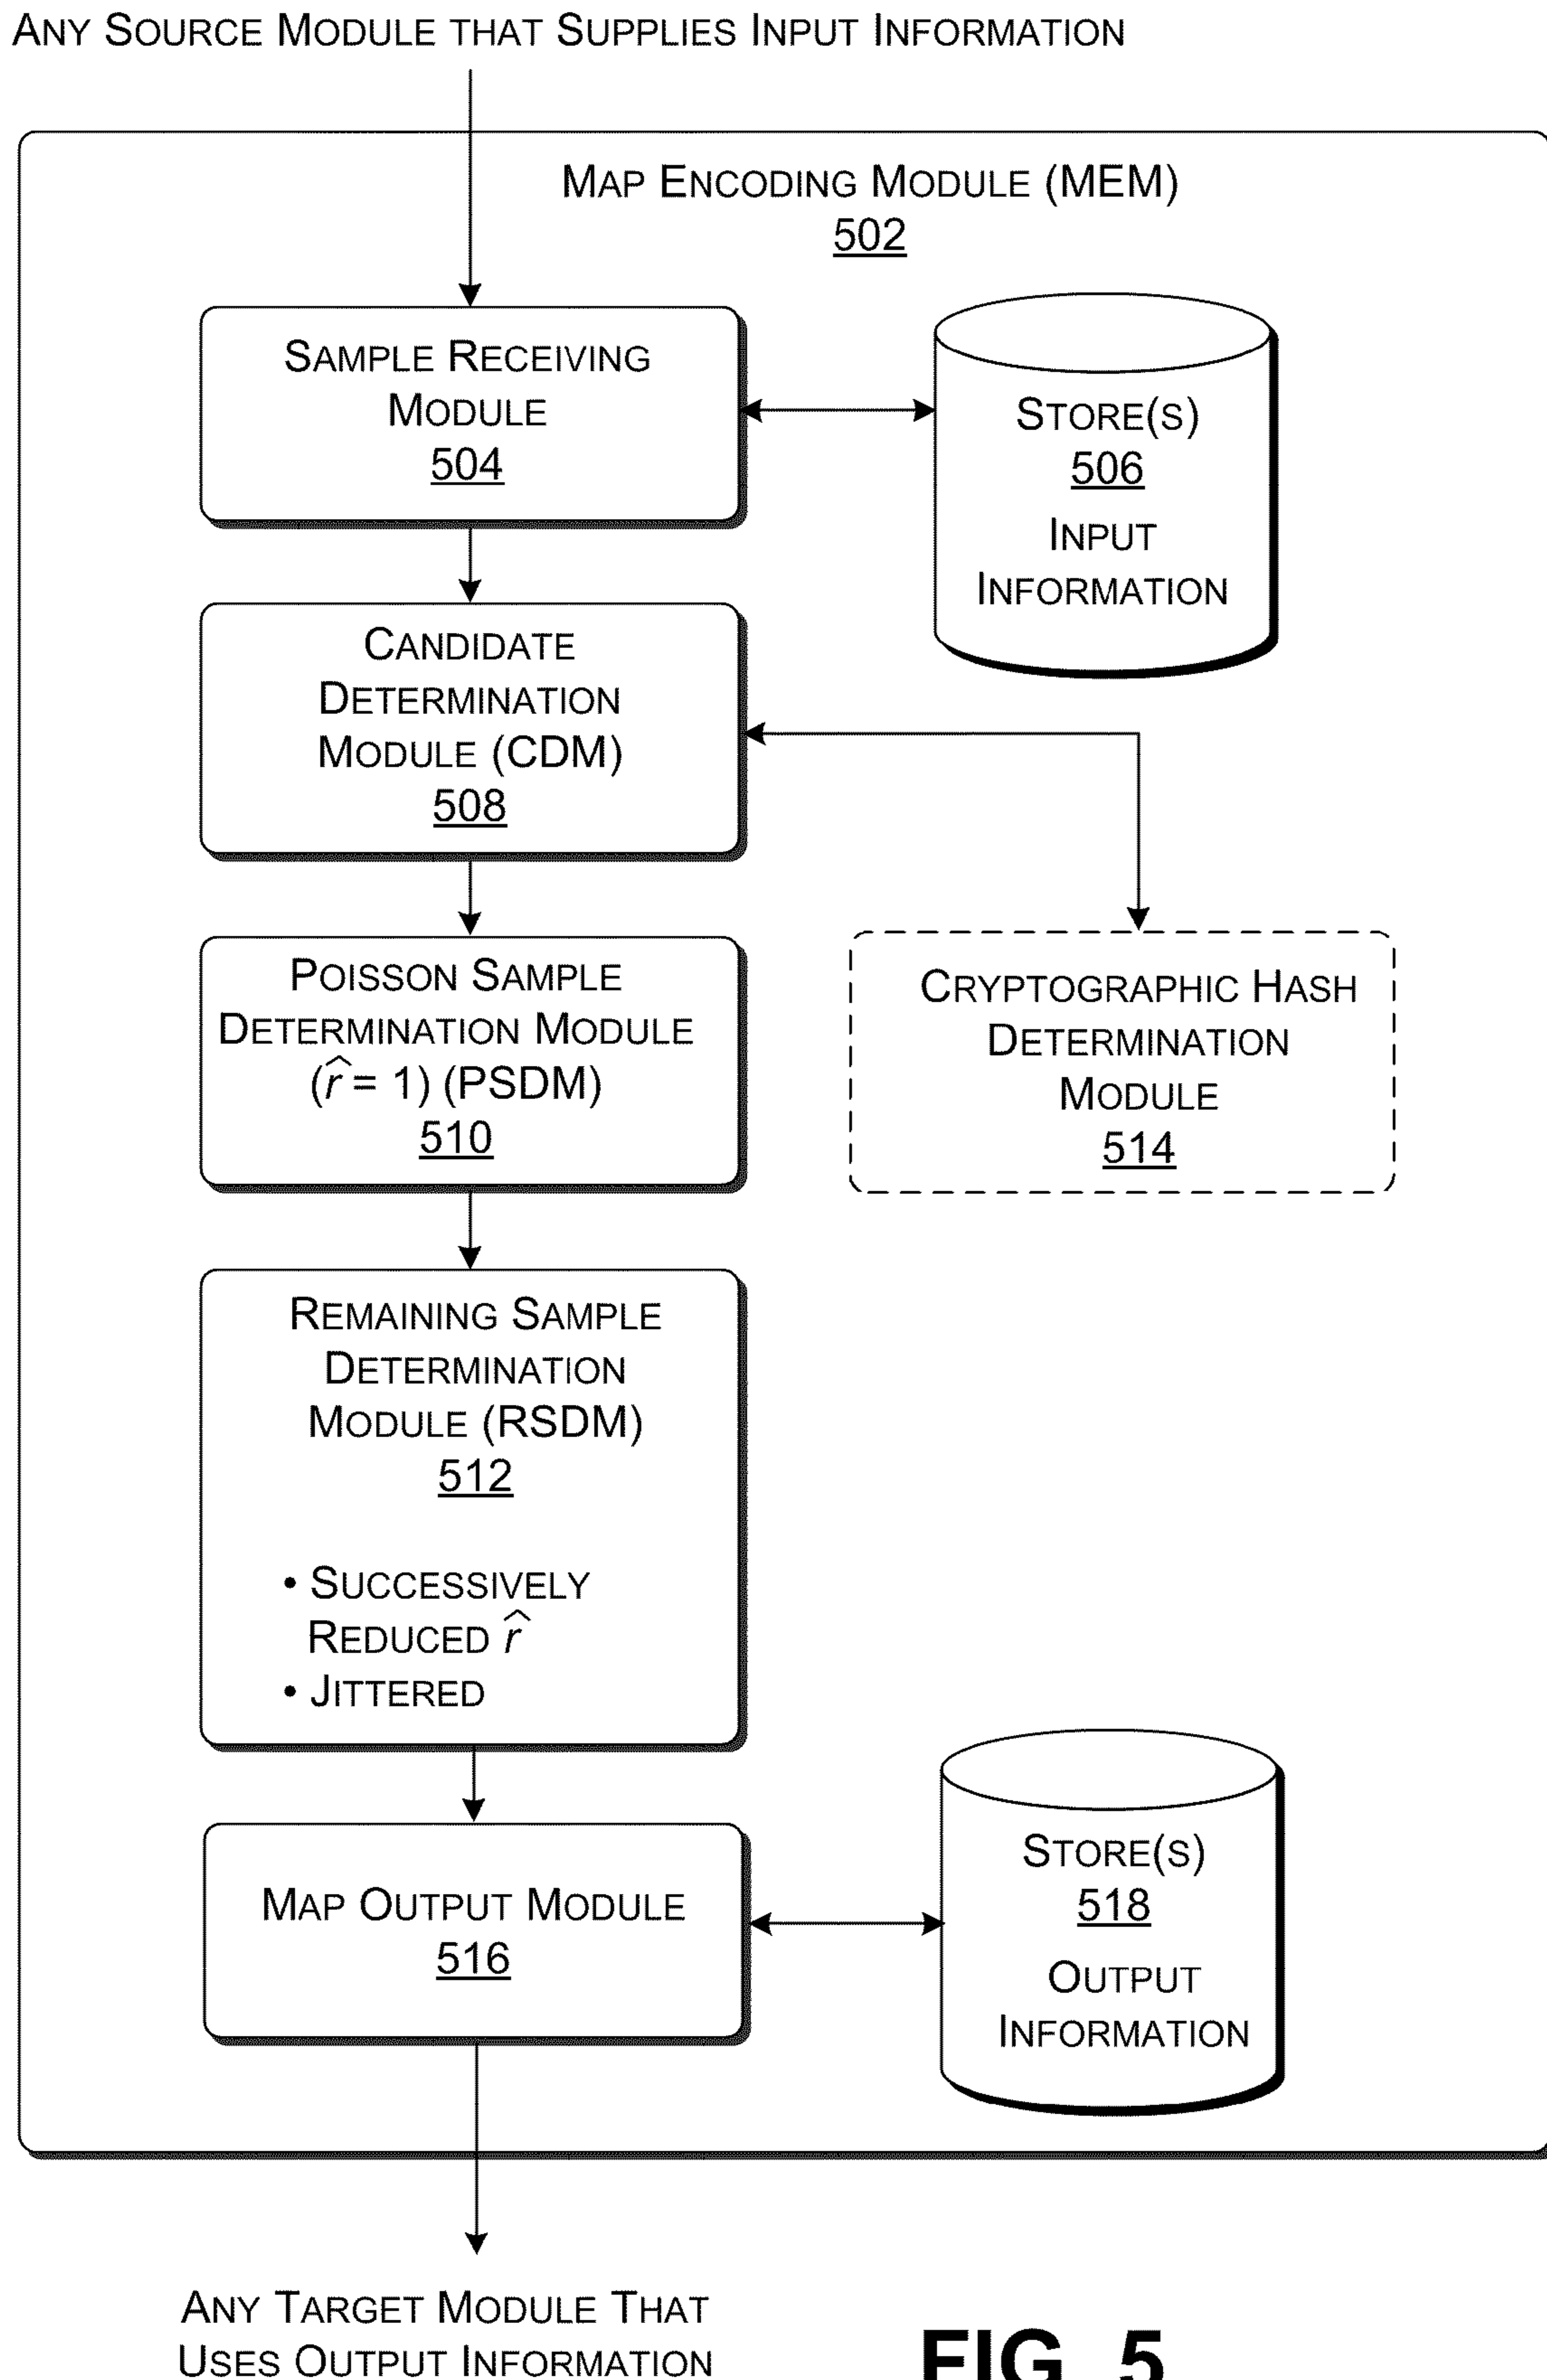 ANY SOURCE MODULE THAT SUPPLIES INPUT INFORMATION
MAP ENCODING MODULE (MEM)
502
SAMPLE RECEIVING
MODULE
504
STORE(S)
506
INPUT
INFORMATION
CANDIDATE
DETERMINATION
MODULE (CDM)
508
POISSON SAMPLE
DETERMINATION MODULE
(r̂ = 1) (PSDM)
510
CRYPTOGRAPHIC HASH
DETERMINATION
MODULE
514
REMAINING SAMPLE
DETERMINATION
MODULE (RSDM)
512
• SUCCESSIVELY
REDUCED r̂
• JITTERED
MAP OUTPUT MODULE
516
STORE(S)
518
OUTPUT
INFORMATION
ANY TARGET MODULE THAT
USES OUTPUT INFORMATION
FIG. 5